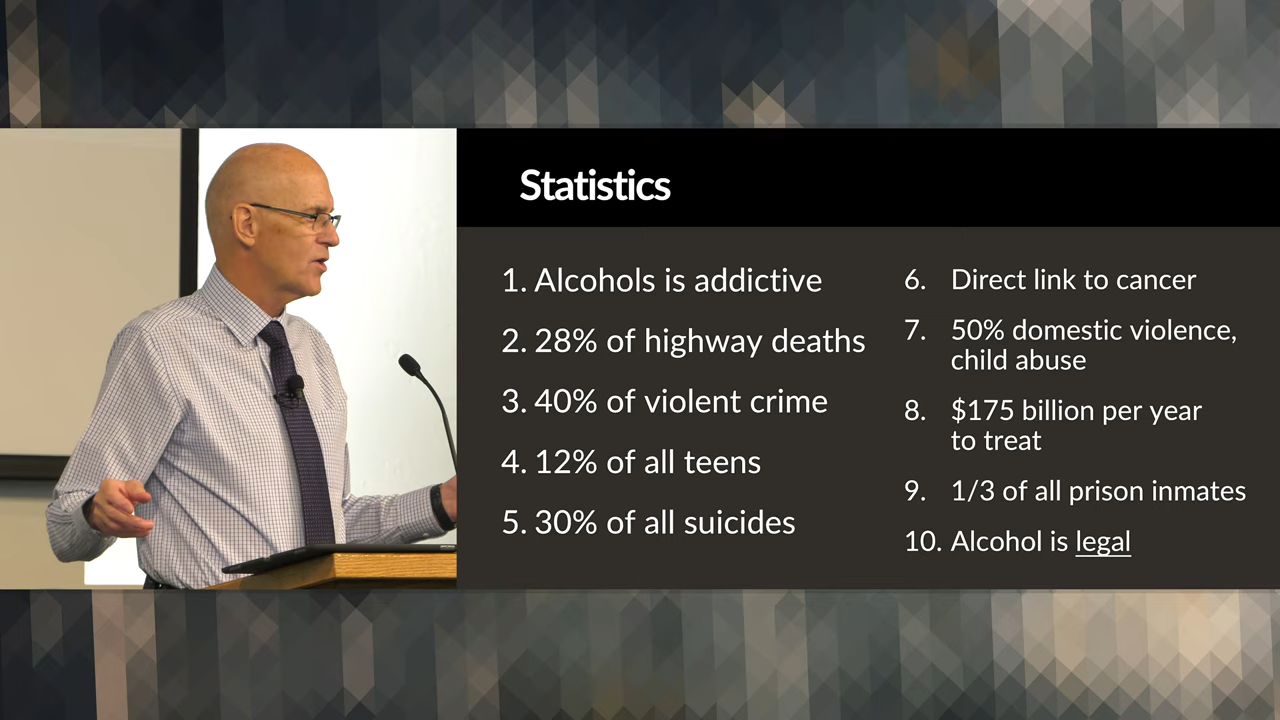 Statistics
1. Alcohols is addictive
2. 28% of highway deaths
3. 40% of violent crime
4. 12% of all teens
5. 30% of all suicides
6. Direct link to cancer
7. 50% domestic violence,
child abuse
8. $175 billion per year
to treat
9. 1/3 of all prison inmates
10. Alcohol is legal